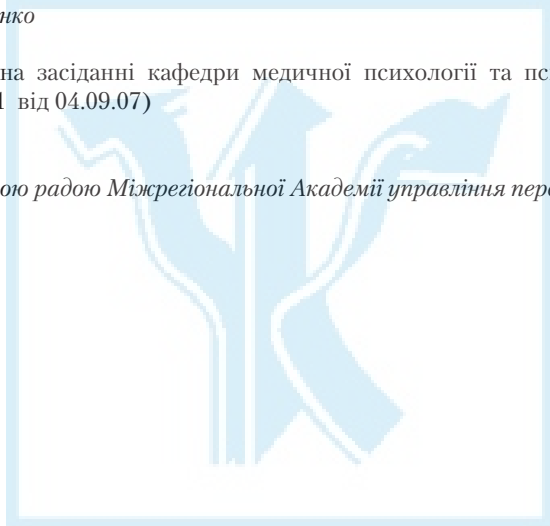 нко
на засіданні кафедри медичної психології та пс
1 від 04.09.07)
ою радою Міжрегіональної Академії управління пер